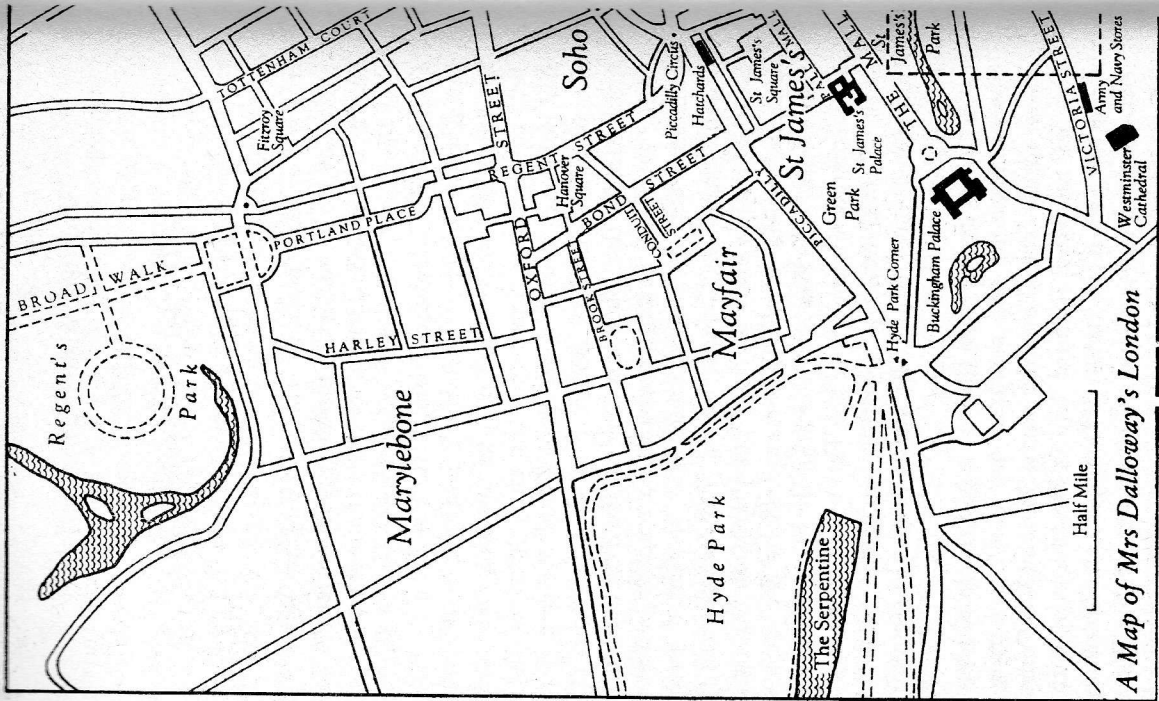 BROAD WALK
Regent's
Park
TOTTENHAM COURT
Fitzroy
Square
PORTLAND PLACE
HARLEY STREET
Marylebone
OXFORD STREET
Soho
REGENT STREET
Hanover
Square
BOND STREET
CONDUIT
STREET
BROOK STREET
Mayfair
Piccadilly Circus
Hatchards
St James's
Square
PALL MALL
St James's
St James's
Palace
PICCADILLY
Green
Park
THE MALL
St
James's
Park
Hyde Park Corner
Buckingham Palace
VICTORIA STREET
Army
and Navy Stores
Westminster
Cathedral
Hyde Park
The Serpentine
Half Mile
A Map of Mrs Dalloway's London